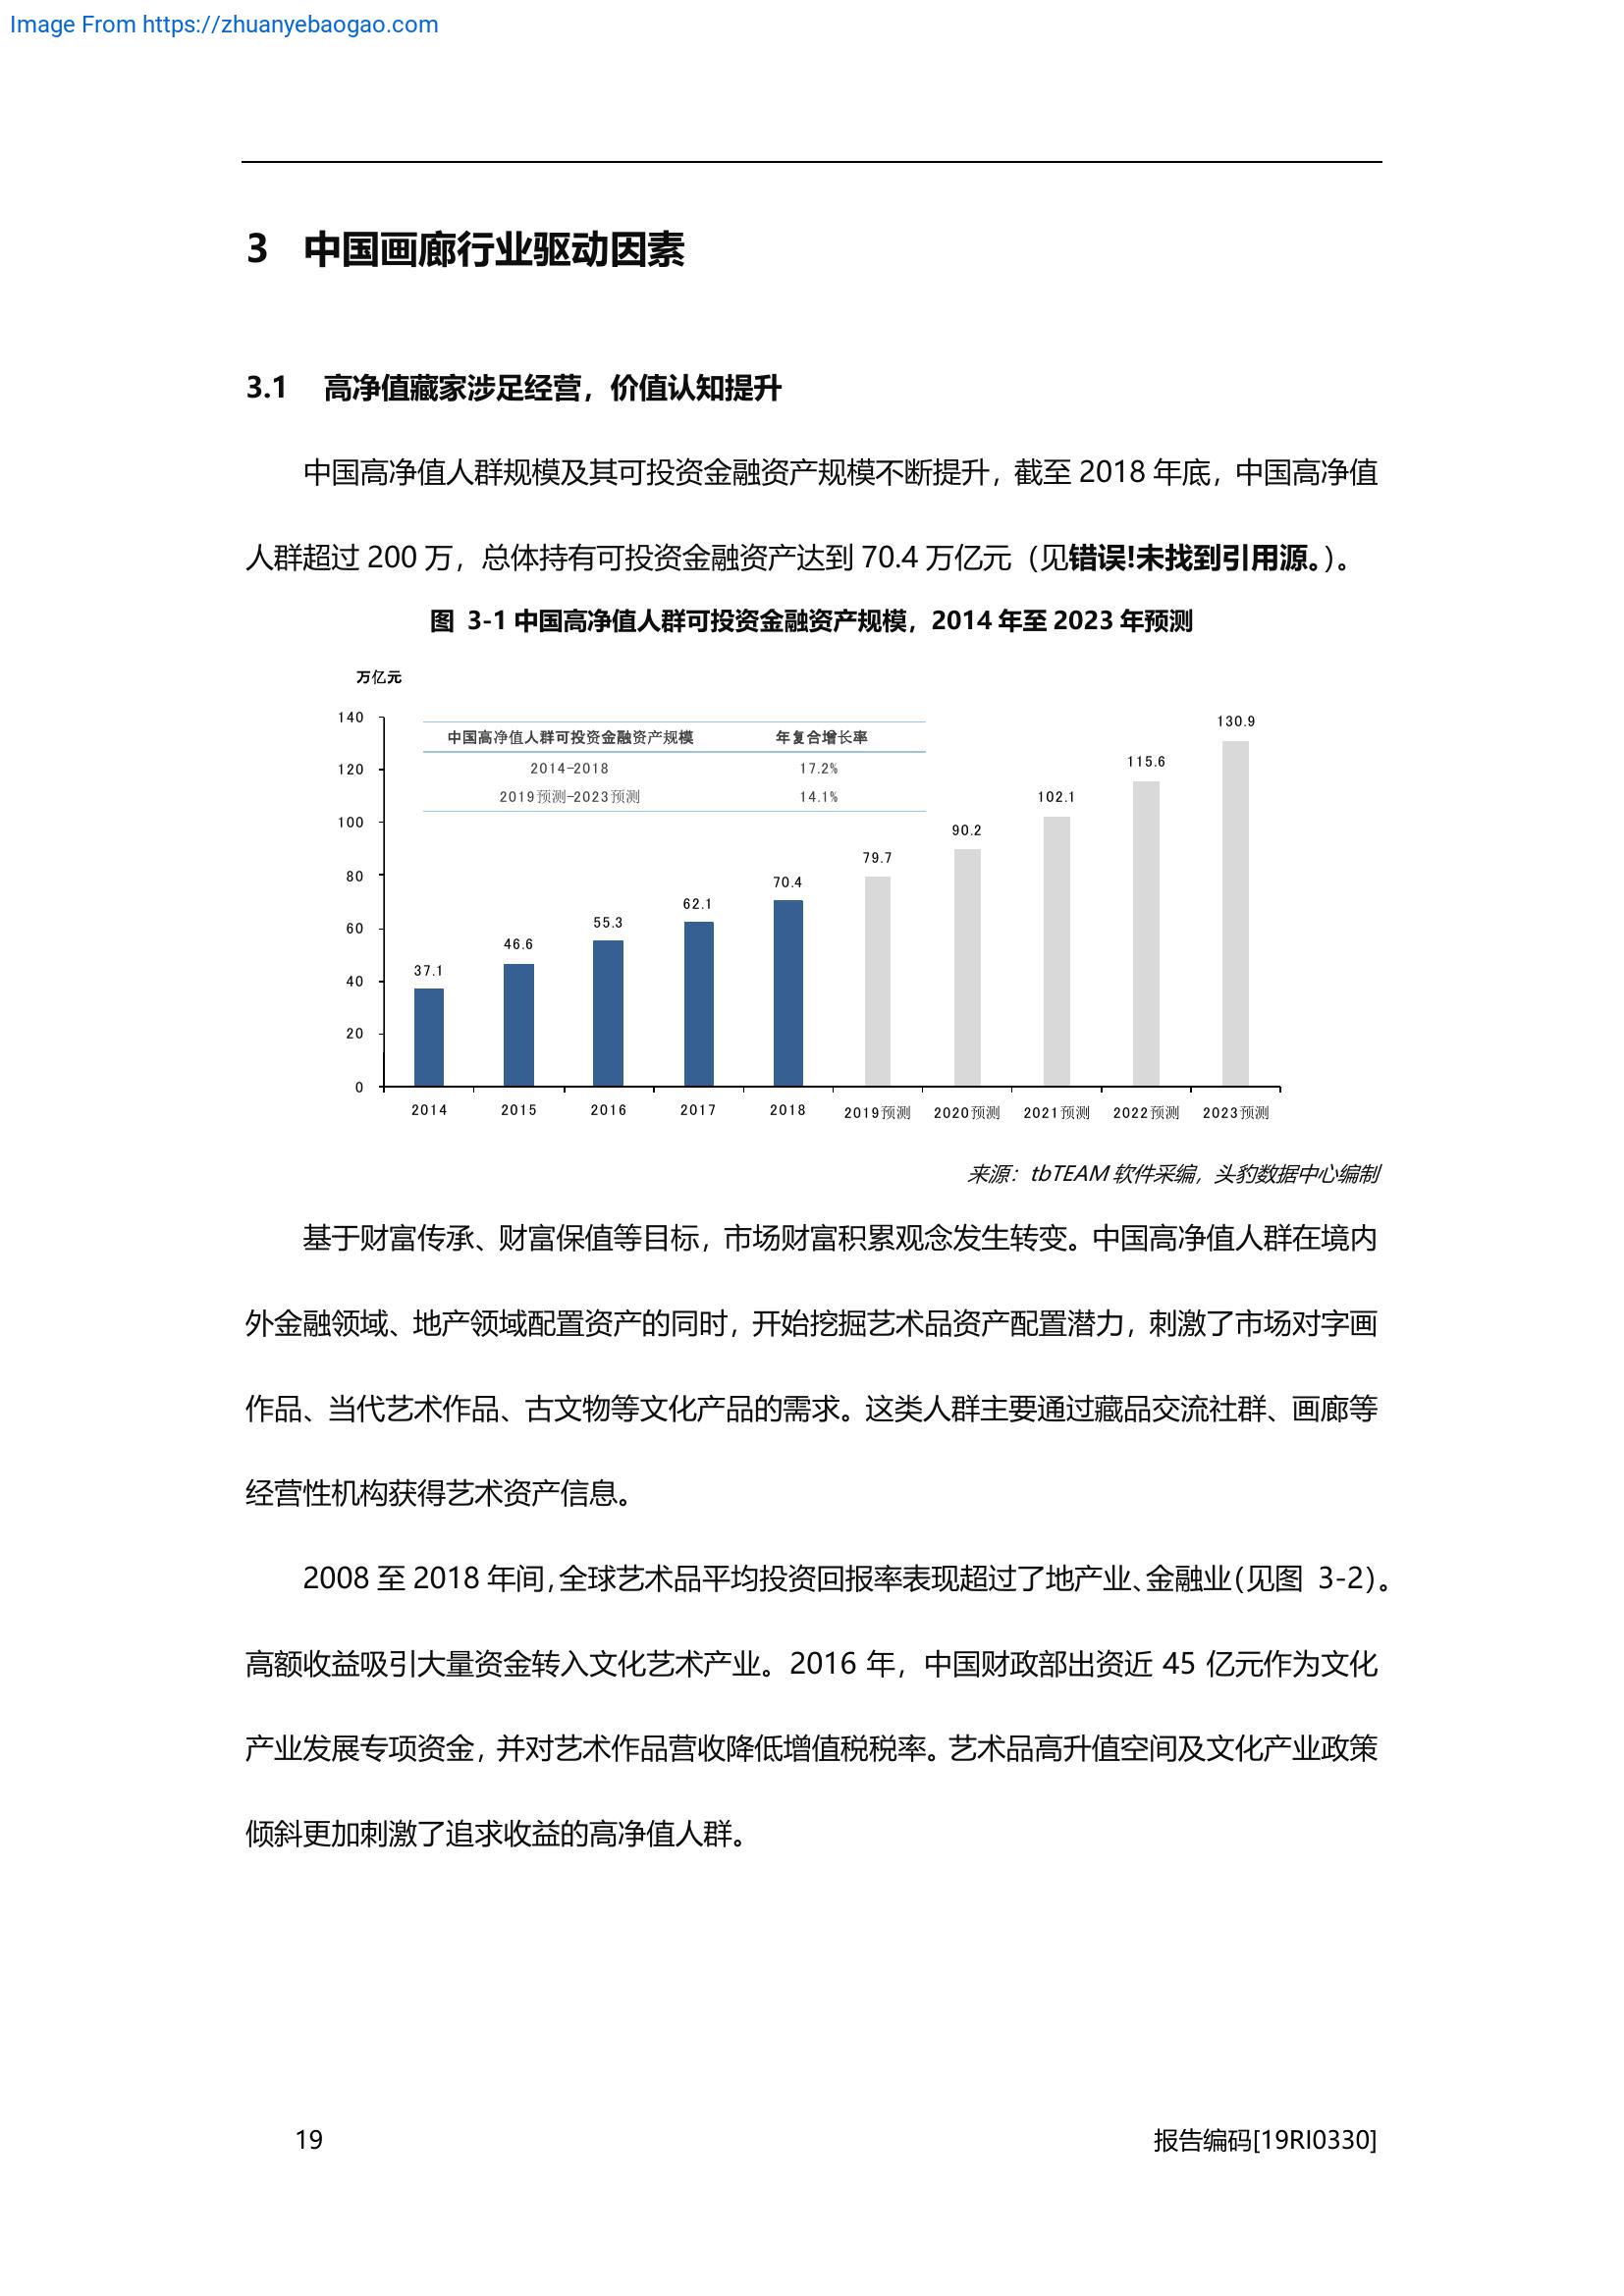 Image From https://zhuanyebaogao.com
3 中国画廊行业驱动因素
3.1 高净值藏家涉足经营，价值认知提升
中国高净值人群规模及其可投资金融资产规模不断提升，截至 2018 年底，中国高净值
人群超过 200 万，总体持有可投资金融资产达到 70.4 万亿元（见错误!未找到引用源。）。
图 3-1 中国高净值人群可投资金融资产规模，2014 年至 2023 年预测
万亿元
中国高净值人群可投资金融资产规模 年复合增长率
2014-2018 17.2%
2019预测-2023预测 14.1%
140
120
100
80
60
40
20
0
37.1
46.6
55.3
62.1
70.4
79.7
90.2
102.1
115.6
130.9
2014 2015 2016 2017 2018 2019预测 2020预测 2021预测 2022预测 2023预测
来源：tbTEAM 软件采编，头豹数据中心编制
基于财富传承、财富保值等目标，市场财富积累观念发生转变。中国高净值人群在境内
外金融领域、地产领域配置资产的同时，开始挖掘艺术品资产配置潜力，刺激了市场对字画
作品、当代艺术作品、古文物等文化产品的需求。这类人群主要通过藏品交流社群、画廊等
经营性机构获得艺术资产信息。
2008 至 2018 年间，全球艺术品平均投资回报率表现超过了地产业、金融业（见图 3-2）。
高额收益吸引大量资金转入文化艺术产业。2016 年，中国财政部出资近 45 亿元作为文化
产业发展专项资金，并对艺术作品营收降低增值税税率。艺术品高升值空间及文化产业政策
倾斜更加刺激了追求收益的高净值人群。
19 报告编码[19RI0330]